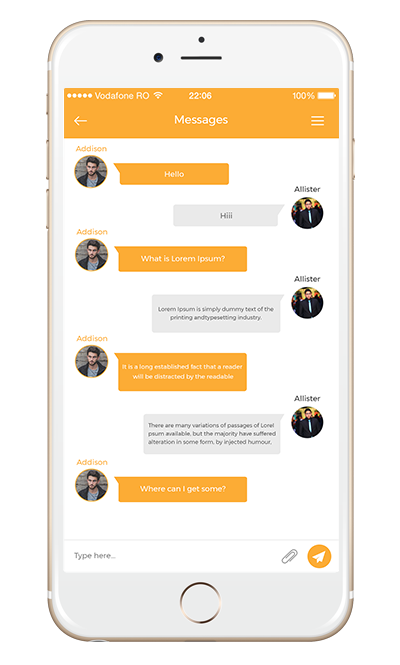 Vodafone RO 22:06 100%
Messages
Addison
Hello
Allister
Hiii
Addison
What is Lorem Ipsum?
Allister
Lorem Ipsum is simply dummy text of the
printing andtypesetting industry.
Addison
It is a long established fact that a reader
will be distracted by the readable
Allister
There are many variations of passages of Lorei
psum available, but the majority have suffered
alteration in some form, by injected humour,
Addison
Where can I get some?
Type here...